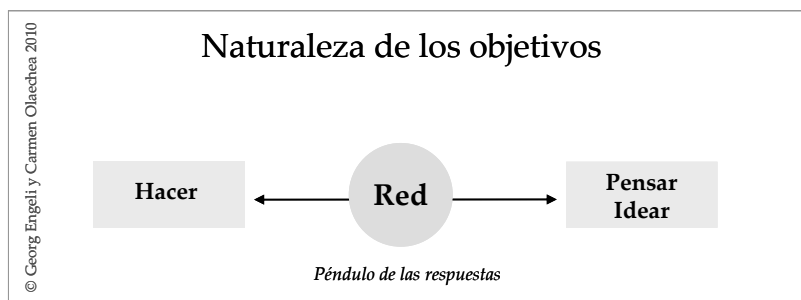 © Georg Engeli y Carmen Olaechea 2010
Naturaleza de los objetivos
Hacer
Red
Pensar
Idear
Péndulo de las respuestas